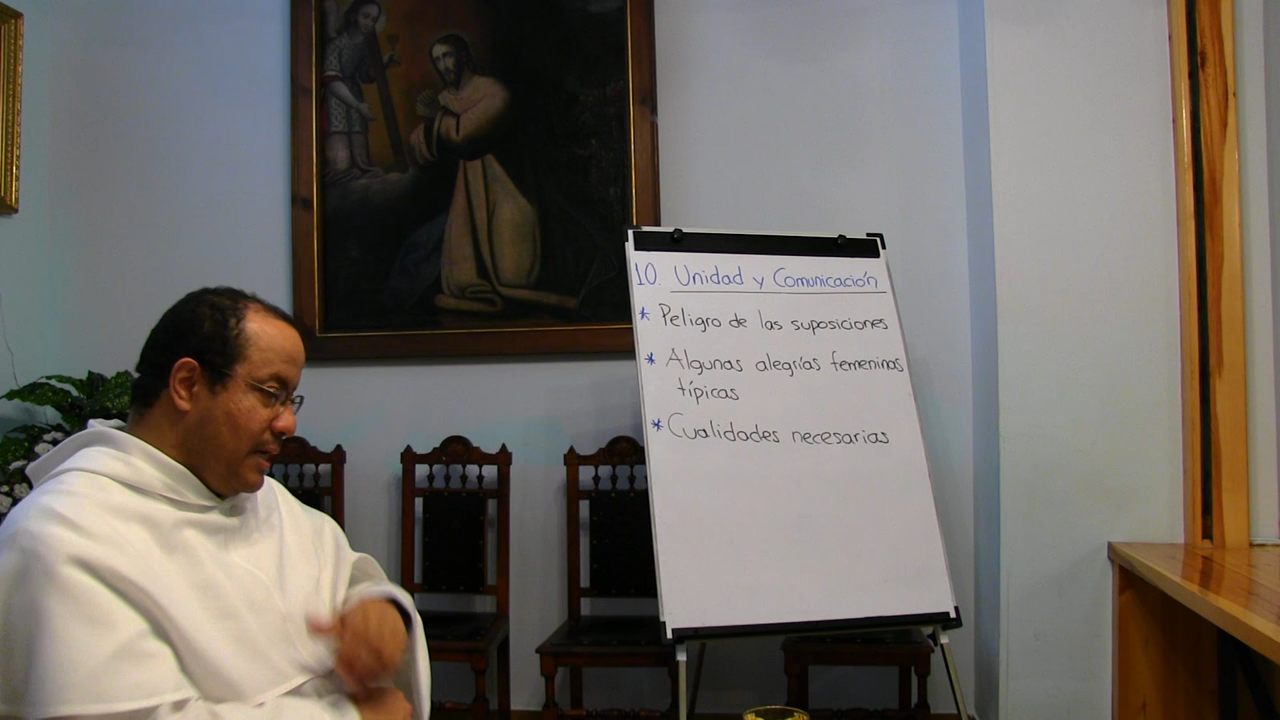 10. Unidad y Comunicación
* Peligro de las suposiciones
* Algunas alegrías femeninas
típicas
* Cualidades necesarias